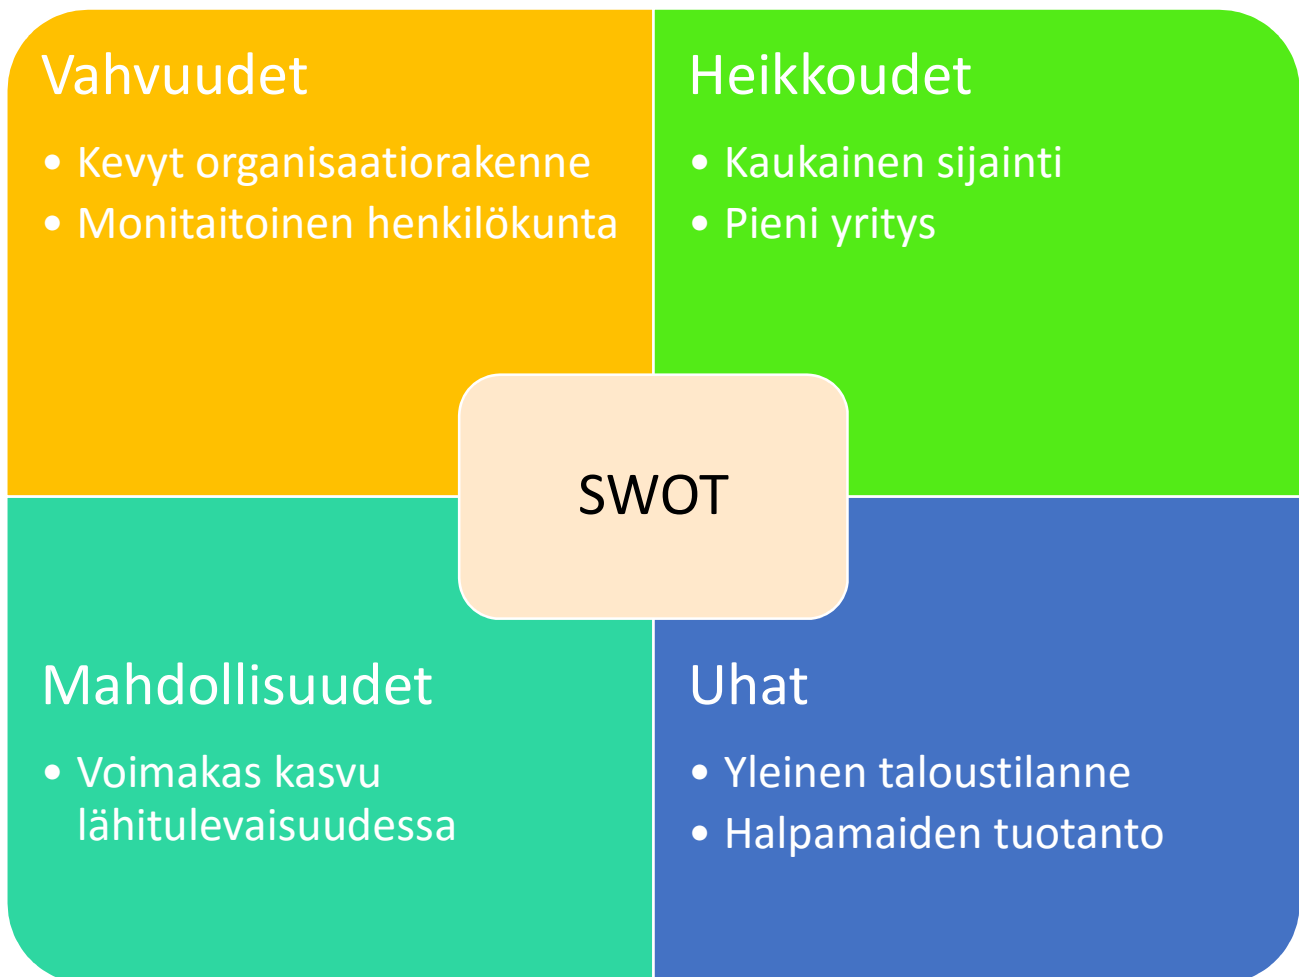 Vahvuudet
• Kevyt organisaatiorakenne
• Monitaitoinen henkilökunta
Heikkoudet
• Kaukainen sijainti
• Pieni yritys
SWOT
Mahdollisuudet
• Voimakas kasvu
lähitulevaisuudessa
Uhat
• Yleinen taloustilanne
• Halpamaiden tuotanto